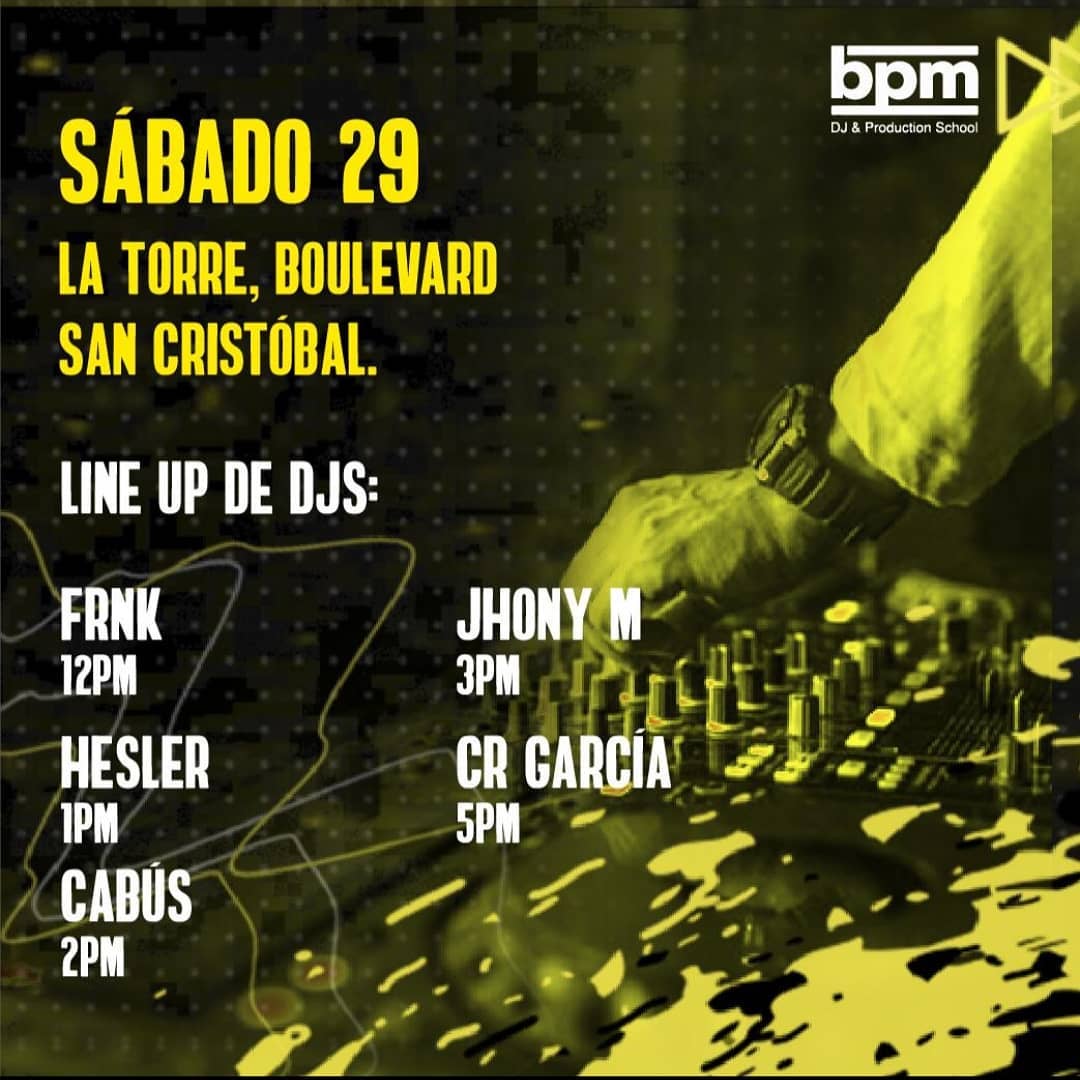 bpm
DJ & Production School
SÁBADO 29
LA TORRE, BOULEVARD
SAN CRISTÓBAL.
LINE UP DE DJS:
FRNK
12PM
HESLER
1PM
CABÚS
2PM
JHONY M
3PM
CR GARCÍA
5PM